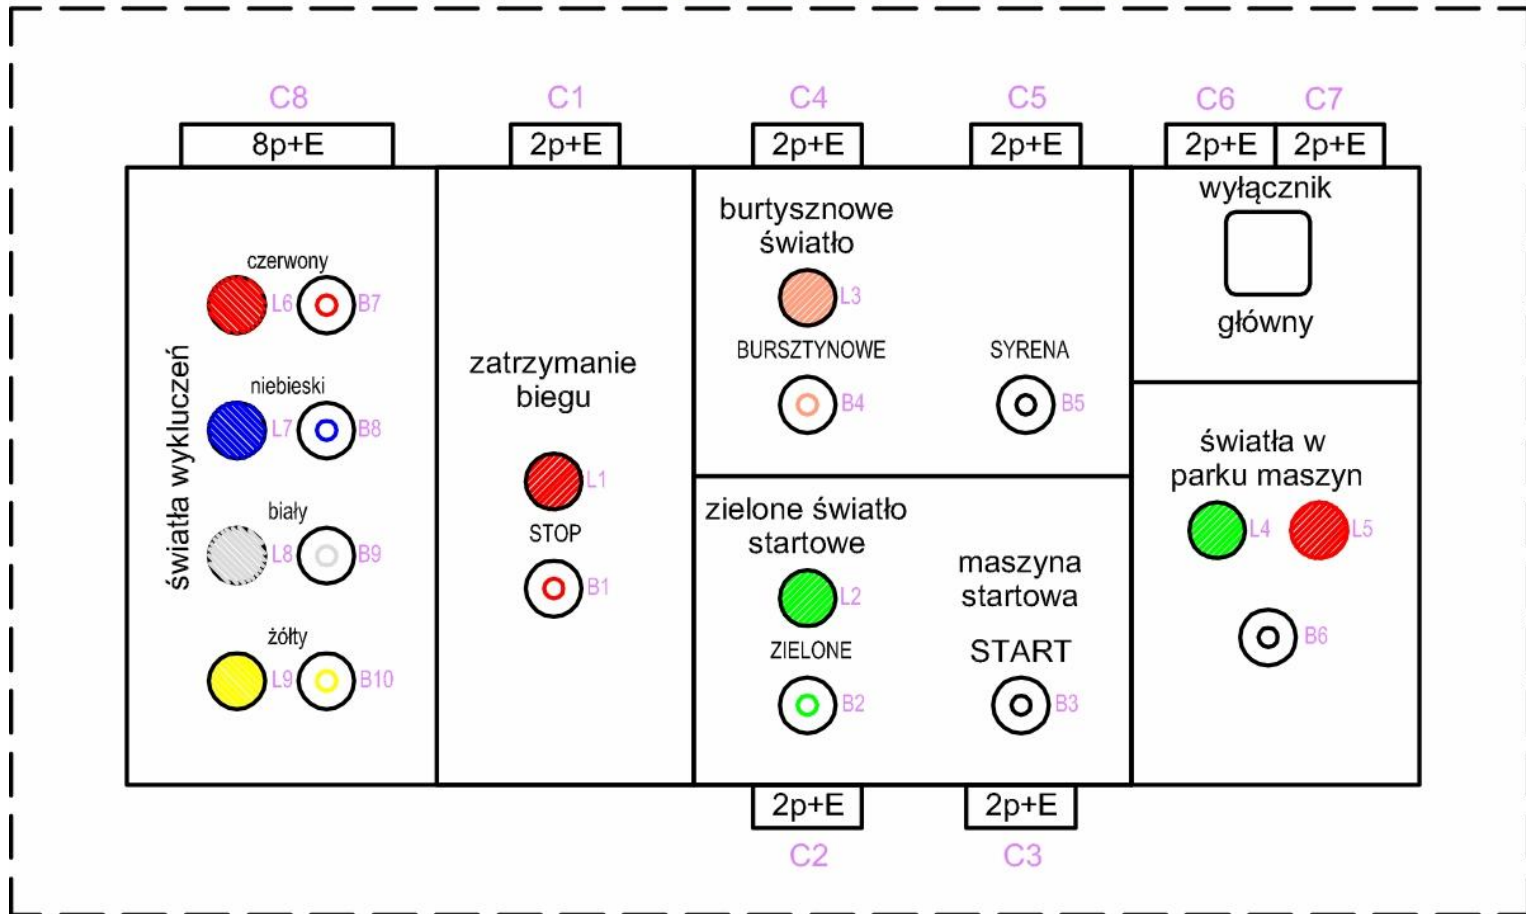 C8
C1
C4
C5
C6
C7
8p+E
2p+E
2p+E
2p+E
2p+E
2p+E
światła wykluczeń
czerwony
L6
B7
niebieski
L7
B8
biały
L8
B9
żółty
L9
B10
zatrzymanie
biegu
L1
STOP
B1
burtysznowe
światło
L3
BURSZTYNOWE
B4
SYRENA
B5
zielone światło
startowe
L2
ZIELONE
B2
maszyna
startowa
START
B3
wyłącznik
główny
światła w
parku maszyn
L4
L5
B6
2p+E
2p+E
C2
C3